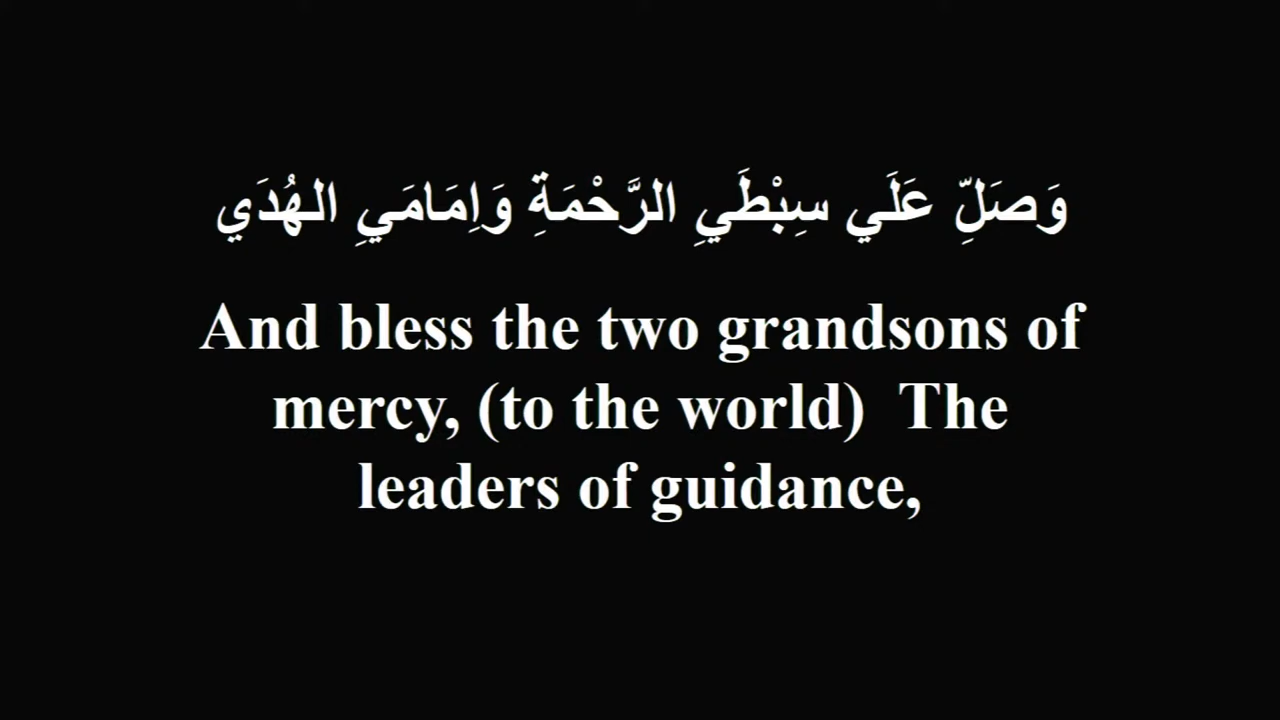 وَصَلِّ عَلَي سِبْطَيِ الرَّحْمَةِ وَاِمَامَيِ الهُدَي
And bless the two grandsons of
mercy, (to the world)  The
leaders of guidance,